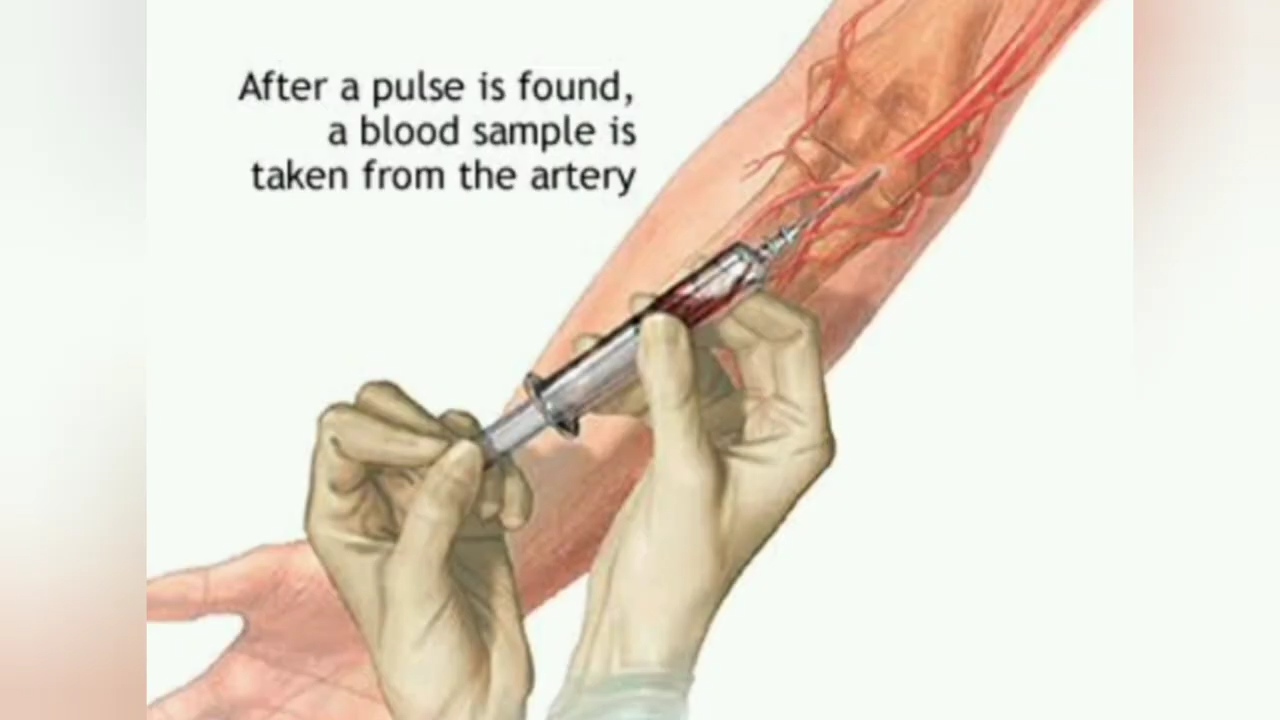 After a pulse is found,
a blood sample is
taken from the artery